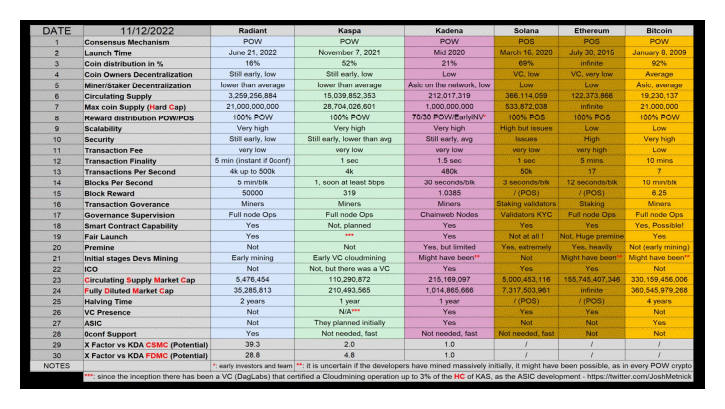 DATE 11/12/2022 Radiant Kaspa Kadena Solana Ethereum Bitcoin
1 Consensus Mechanism POW POW POW POS POS POW
2 Launch Time June 21, 2022 November 7, 2021 Mid 2020 March 16, 2020 July 30, 2015 January 8, 2009
3 Coin distribution in % 16% 52% 21% 69% infinite 92%
4 Coin Owners Decentralization Still early, low Still early, low Low VC, low VC, very low Average
5 Miner/Staker Decentralization lower than average lower than average Asic on the network, low Low Low Asic, average
6 Circulating Supply 3,259,256,884 15,039,852,353 212,017,319 366,114,059 122,373,866 19,230,137
7 Max coin Supply (Hard Cap) 21,000,000,000 28,704,026,601 1,000,000,000 533,872,038 infinite 21,000,000
8 Reward distribution POW/POS 100% POW 100% POW 70/30 POW/EarlyINV* 100% POS 100% POS 100% POW
9 Scalability Very high Very high Very high High but issues Low Low
10 Security Still early, low Still early, lower than avg Still early, avg Issues High Very high
11 Transaction Fee very low very low very low very low very high Low
12 Transaction Finality 5 min (instant if 0conf) 1 sec 1.5 sec 1 sec 5 mins 10 mins
13 Transactions Per Second 4k up to 500k 4k 480k 50k 17 7
14 Blocks Per Second 5 min/blk 1, soon at least 5bps 30 seconds/blk 3 seconds/blk 12 seconds/blk 10 min/blk
15 Block Reward 50000 319 1.0385 / (POS) / (POS) 6.25
16 Transaction Goverance Miners Miners Miners Staking validators Staking Miners
17 Governance Supervision Full node Ops Full node Ops Chainweb Nodes Validators KYC Full node Ops Full node Ops
18 Smart Contract Capability Yes Not, planned Yes Yes Yes Yes, Possible!
19 Fair Launch Yes *** Yes Not at all ! Not, Huge premine Yes
20 Premine Not Not Yes, but limited Yes, extremely Yes, heavily Not (early mining)
21 Initial stages Devs Mining Early mining Early VC cloudmining Might have been** Not Might have been** Might have been**
22 ICO Not Not, but there was a VC Yes Yes Yes Not
23 Circulating Supply Market Cap 5,476,454 110,290,872 215,169,097 5,000,453,116 155,745,407,346 330,159,456,006
24 Fully Diluted Market Cap 35,285,813 210,493,565 1,014,865,666 7,317,503,961 infinite 360,545,979,268
25 Halving Time 2 years 1 year 1 year / (POS) / (POS) 4 years
26 VC Presence Not N/A*** Yes Yes Yes Not
27 ASIC Not They planned initially Yes Not Not Yes
28 0conf Support Yes Not needed, fast Not needed, fast Not needed, fast Not Not
29 X Factor vs KDA CSMC (Potential) 39.3 2.0 1.0 / / /
30 X Factor vs KDA FDMC (Potential) 28.8 4.8 1.0 / / /
NOTES *: early investors and team **: it is uncertain if the developers have mined massively initially, it might have been possible, as in every POW crypto
***: since the inception there has been a VC (DagLabs) that certified a Cloudmining operation up to 3% of the HC of KAS, as the ASIC development - https://twitter.com/JoshMetnick